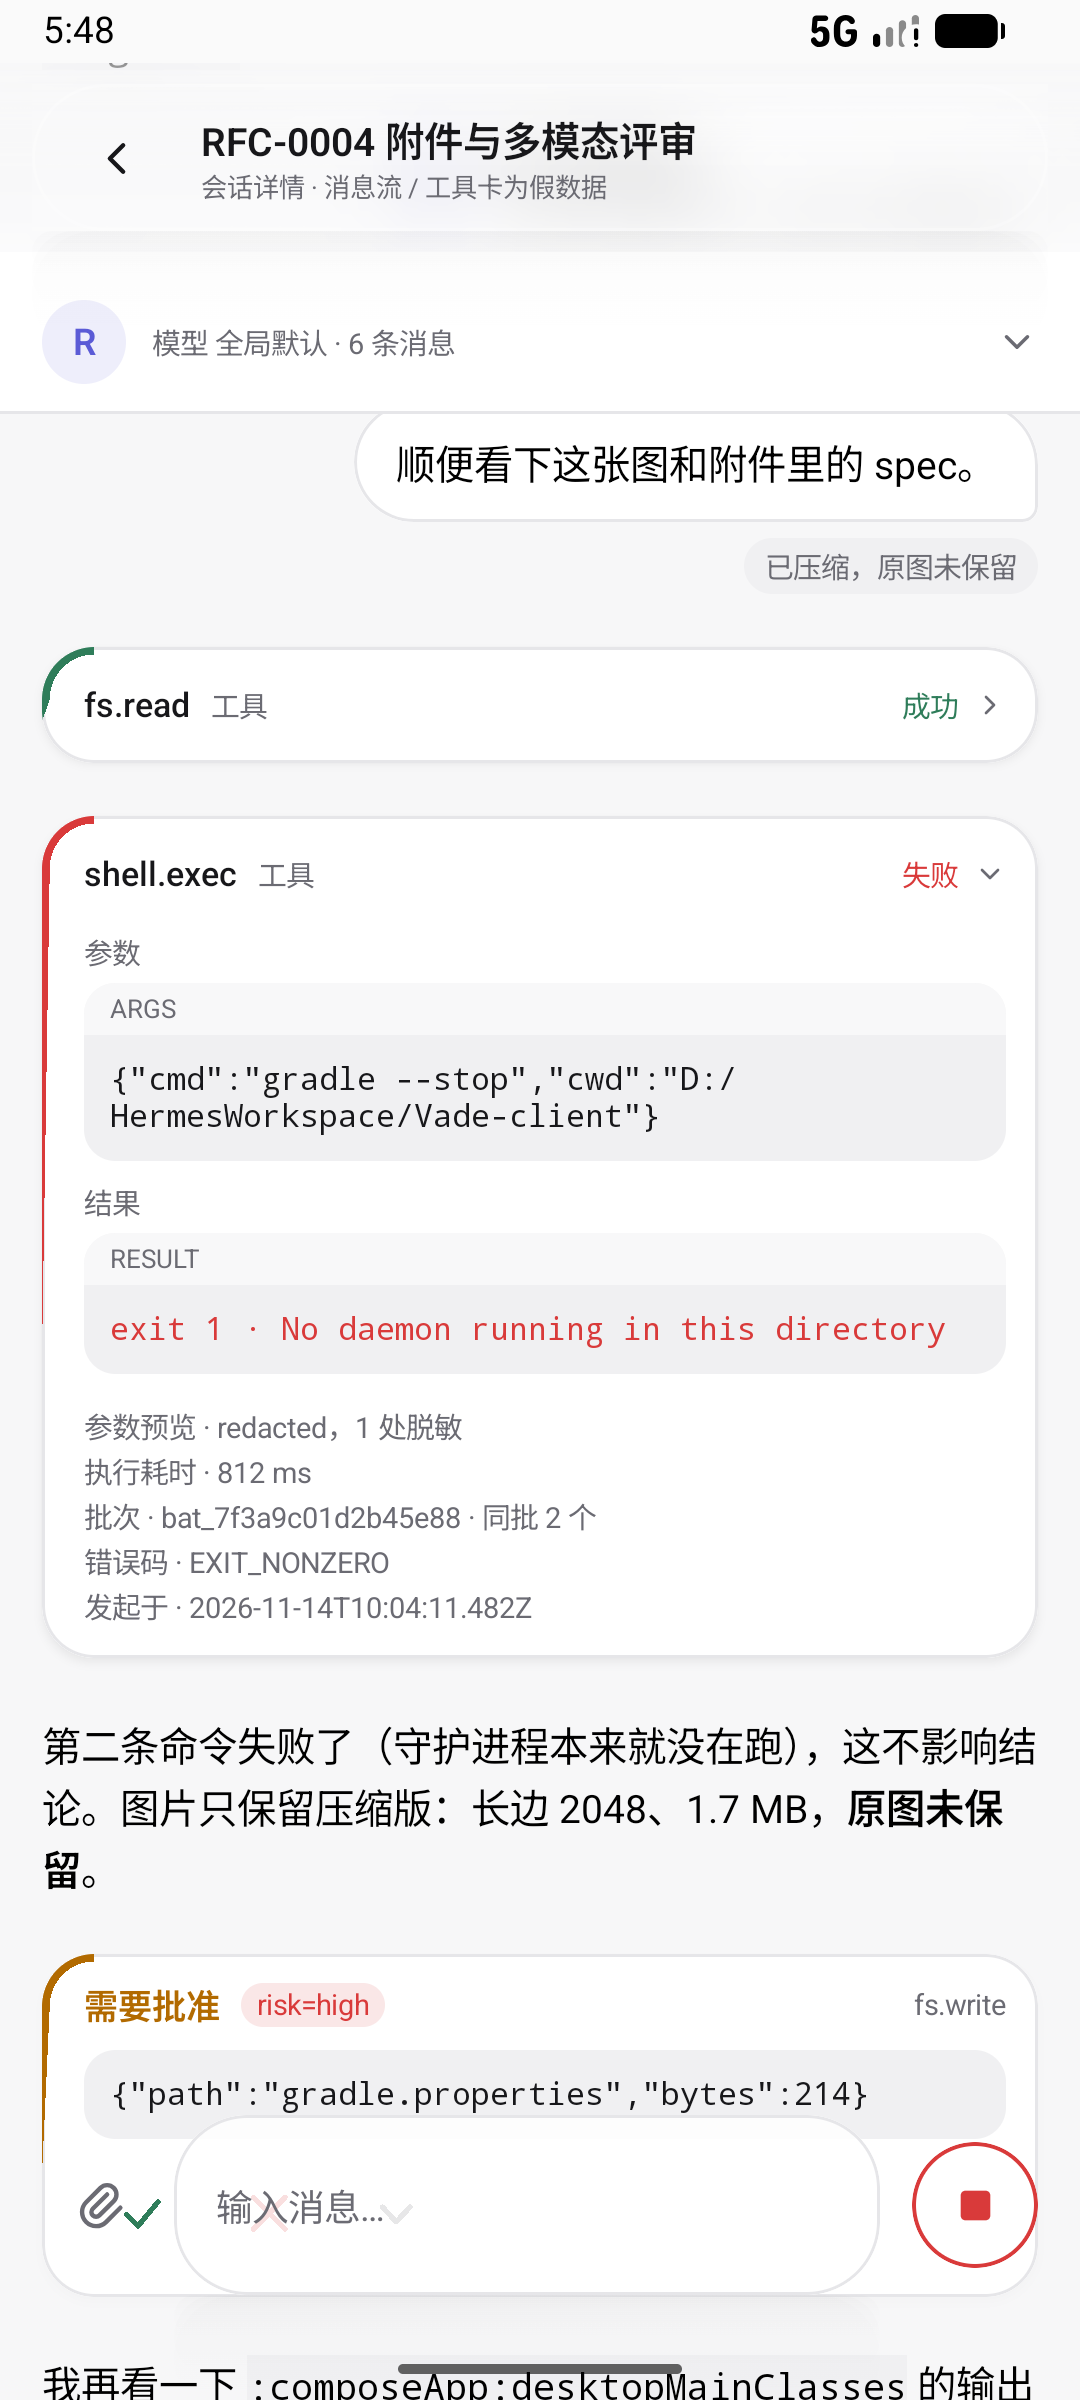 5:48
5G
RFC-0004 附件与多模态评审
会话详情 · 消息流 / 工具卡为假数据
R
模型 全局默认 · 6 条消息
顺便看下这张图和附件里的 spec。
已压缩，原图未保留
fs.read 工具 成功
shell.exec 工具 失败
参数
ARGS
{"cmd":"gradle --stop","cwd":"D:/
HermesWorkspace/Vade-client"}
结果
RESULT
exit 1 · No daemon running in this directory
参数预览 · redacted，1 处脱敏
执行耗时 · 812 ms
批次 · bat_7f3a9c01d2b45e88 · 同批 2 个
错误码 · EXIT_NONZERO
发起于 · 2026-11-14T10:04:11.482Z
第二条命令失败了（守护进程本来就没在跑），这不影响结
论。图片只保留压缩版：长边 2048、1.7 MB，原图未保
留。
需要批准 risk=high fs.write
{"path":"gradle.properties","bytes":214}
输入消息...
我再看一下 :composeApp:desktopMainClasses 的输出